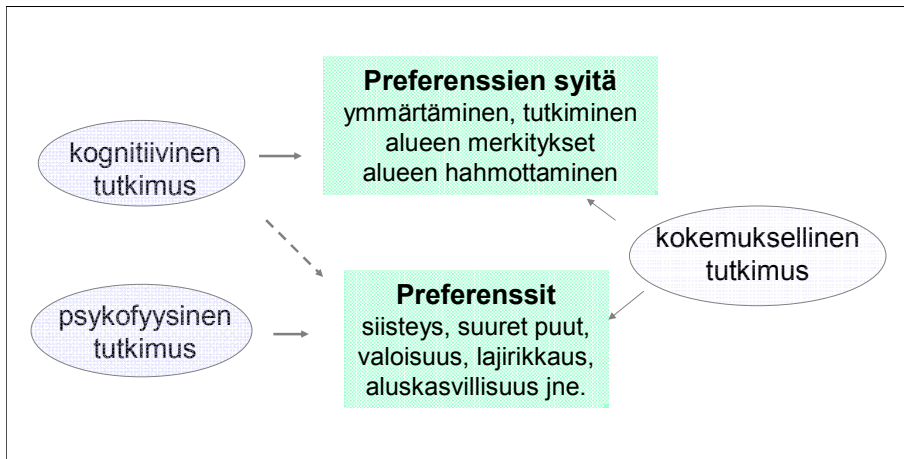 Preferenssien syitä
ymmärtäminen, tutkiminen
alueen merkitykset
alueen hahmottaminen
kognitiivinen
tutkimus
kokemuksellinen
tutkimus
Preferenssit
siisteys, suuret puut,
valoisuus, lajirikkaus,
aluskasvillisuus jne.
psykofyysinen
tutkimus